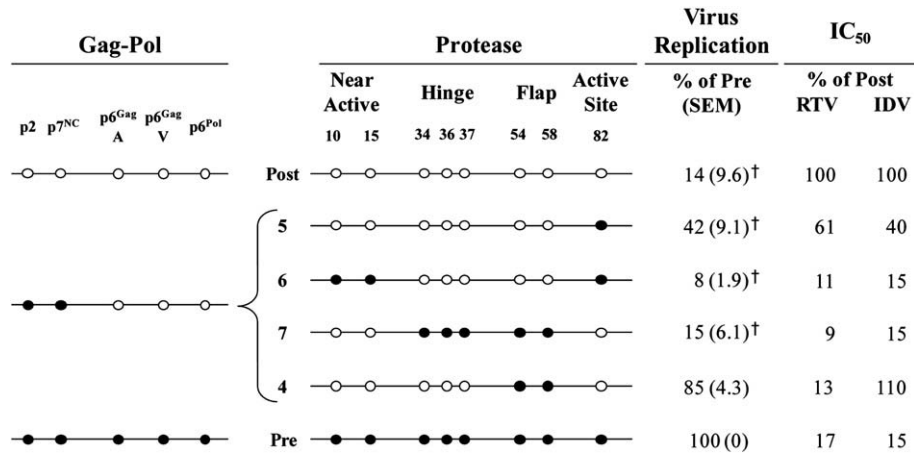 Gag-Pol Protease Virus Replication IC50
p2 p7NC p6Gag A p6Gag V p6Pol Near Active Hinge Flap Active Site % of Pre (SEM) % of Post
10 15 34 36 37 54 58 82 RTV IDV
Post 14 (9.6)† 100 100
5 42 (9.1)† 61 40
6 8 (1.9)† 11 15
7 15 (6.1)† 9 15
4 85 (4.3) 13 110
Pre 100 (0) 17 15